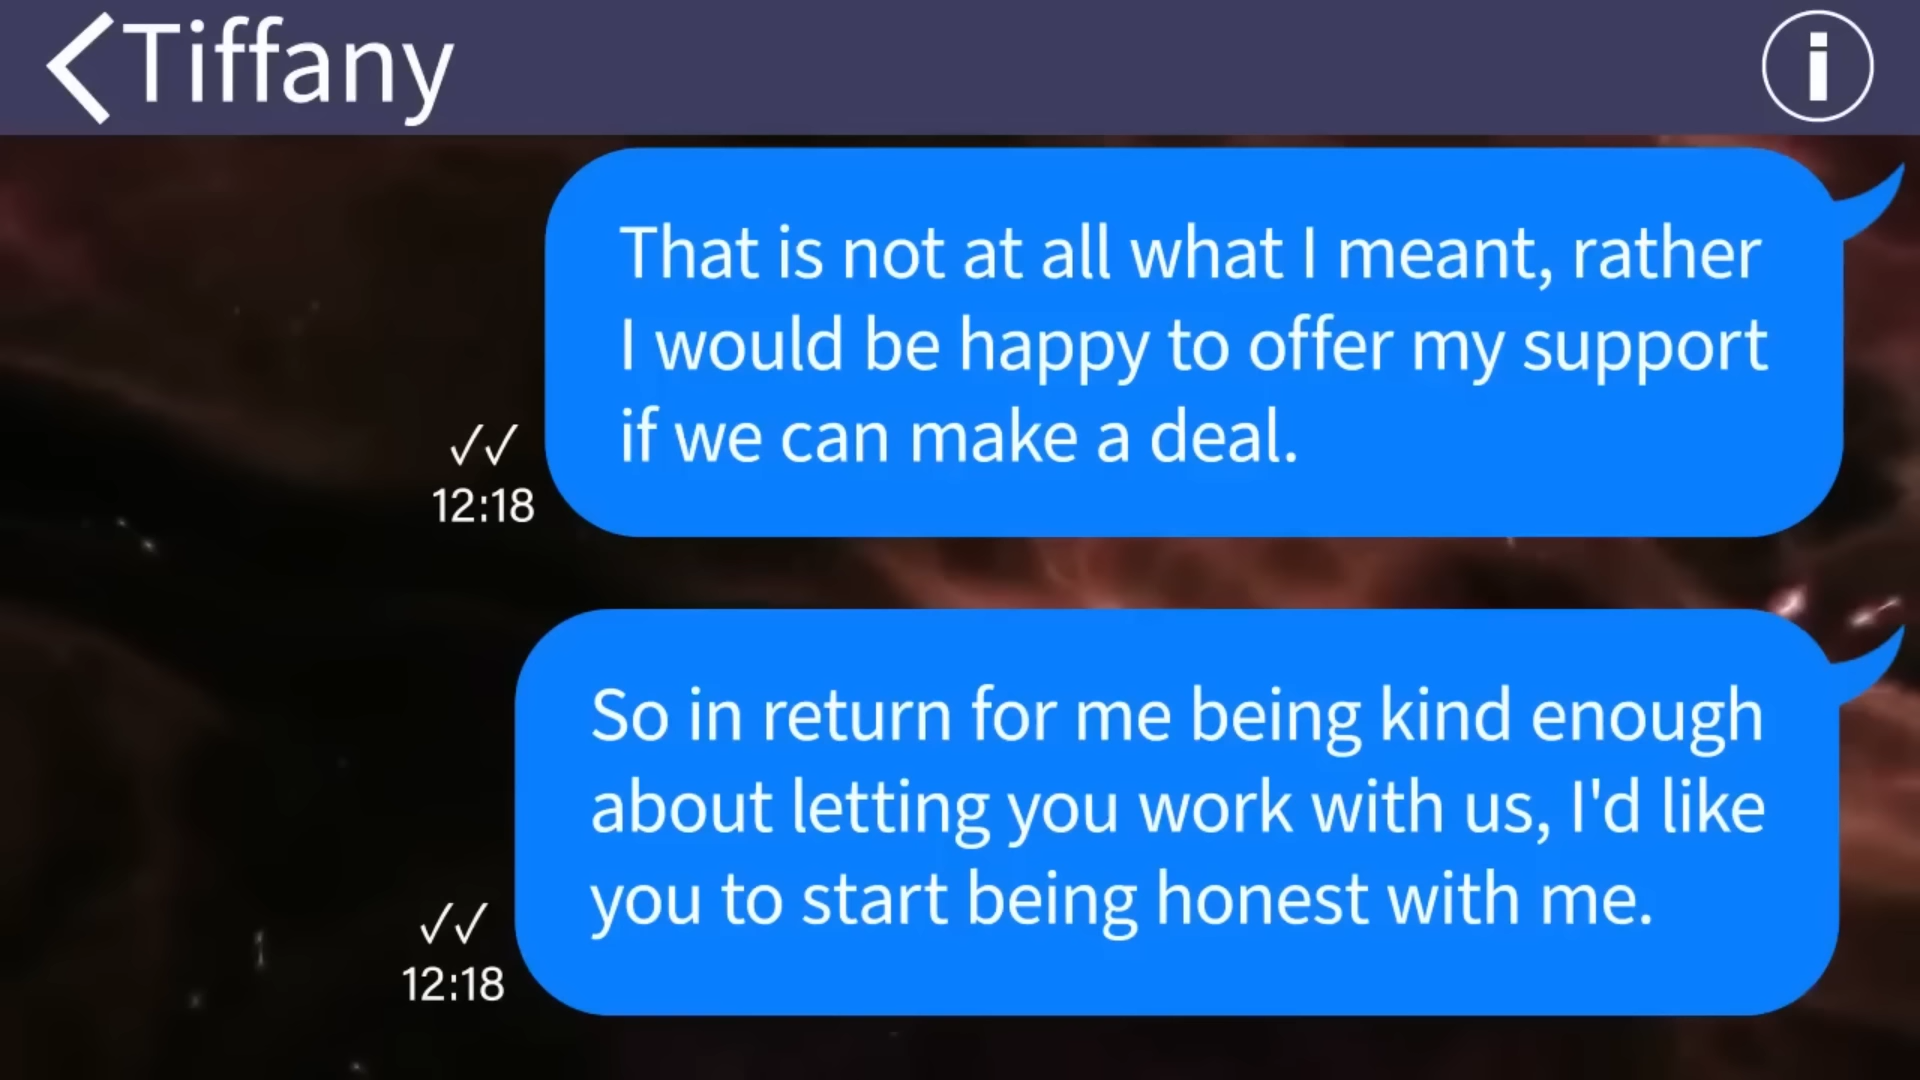 Tiffany
That is not at all what I meant, rather
I would be happy to offer my support
if we can make a deal.
✓✓
12:18
So in return for me being kind enough
about letting you work with us, I'd like
you to start being honest with me.
✓✓
12:18